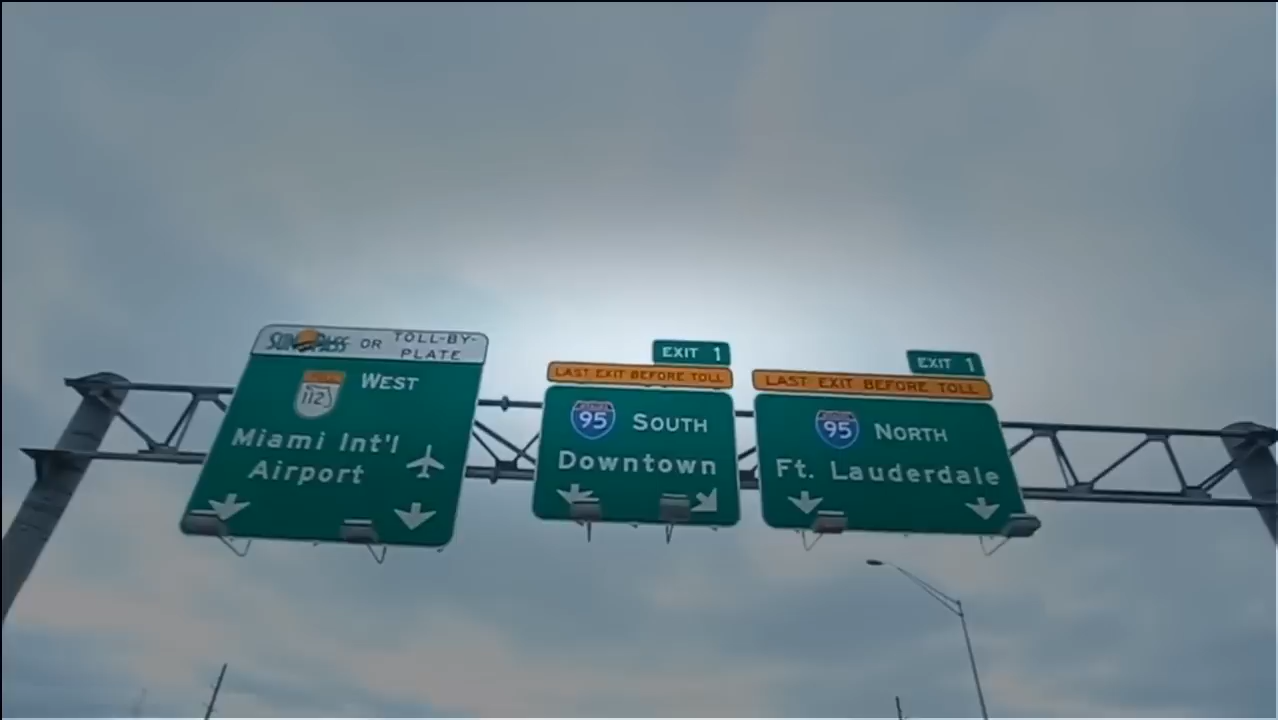 SUNPASS OR TOLL-BY-
PLATE
WEST
112
Miami Int'l
Airport
EXIT 1
LAST EXIT BEFORE TOLL
95 SOUTH
Downtown
EXIT 1
LAST EXIT BEFORE TOLL
95 NORTH
Ft. Lauderdale